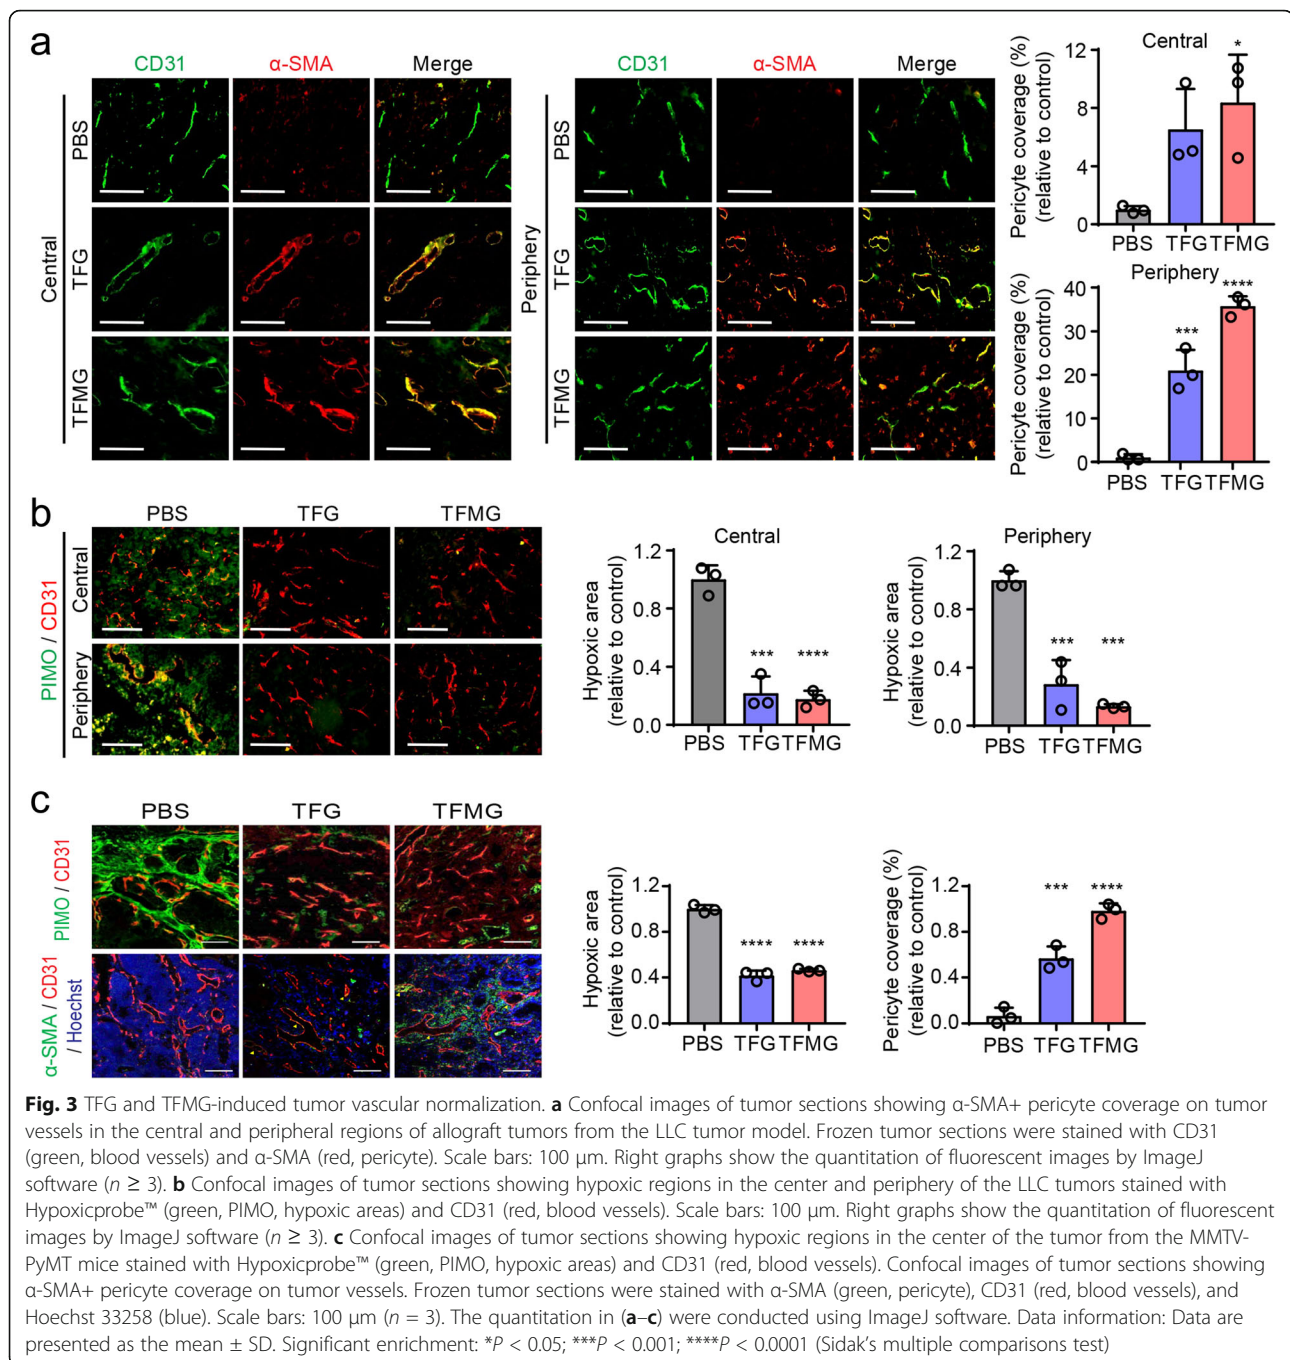 a
CD31 α-SMA Merge
CD31 α-SMA Merge
Central
PBS
TFG
TFMG
Periphery
PBS
TFG
TFMG
Central
Pericyte coverage (%)
(relative to control)
12
8
4
0
*
PBS TFG TFMG
Periphery
Pericyte coverage (%)
(relative to control)
40
30
20
10
0
***
****
PBS TFG TFMG
b
PBS TFG TFMG
PIMO / CD31
Central
Periphery
Central
Hypoxic area
(relative to control)
1.2
0.8
0.4
0.0
*** ****
PBS TFG TFMG
Periphery
Hypoxic area
(relative to control)
1.2
0.8
0.4
0.0
*** ***
PBS TFG TFMG
c
PBS TFG TFMG
PIMO / CD31
α-SMA / CD31
/ Hoechst
Hypoxic area
(relative to control)
1.2
0.8
0.4
0.0
**** ****
PBS TFG TFMG
Pericyte coverage (%)
(relative to control)
1.2
0.8
0.4
0.0
*** ****
PBS TFG TFMG
Fig. 3 TFG and TFMG-induced tumor vascular normalization. a Confocal images of tumor sections showing α-SMA+ pericyte coverage on tumor
vessels in the central and peripheral regions of allograft tumors from the LLC tumor model. Frozen tumor sections were stained with CD31
(green, blood vessels) and α-SMA (red, pericyte). Scale bars: 100 μm. Right graphs show the quantitation of fluorescent images by ImageJ
software (n ≥ 3). b Confocal images of tumor sections showing hypoxic regions in the center and periphery of the LLC tumors stained with
Hypoxicprobe™ (green, PIMO, hypoxic areas) and CD31 (red, blood vessels). Scale bars: 100 μm. Right graphs show the quantitation of fluorescent
images by ImageJ software (n ≥ 3). c Confocal images of tumor sections showing hypoxic regions in the center of the tumor from the MMTV-
PyMT mice stained with Hypoxicprobe™ (green, PIMO, hypoxic areas) and CD31 (red, blood vessels). Confocal images of tumor sections showing
α-SMA+ pericyte coverage on tumor vessels. Frozen tumor sections were stained with α-SMA (green, pericyte), CD31 (red, blood vessels), and
Hoechst 33258 (blue). Scale bars: 100 μm (n = 3). The quantitation in (a–c) were conducted using ImageJ software. Data information: Data are
presented as the mean ± SD. Significant enrichment: *P < 0.05; ***P < 0.001; ****P < 0.0001 (Sidak's multiple comparisons test)